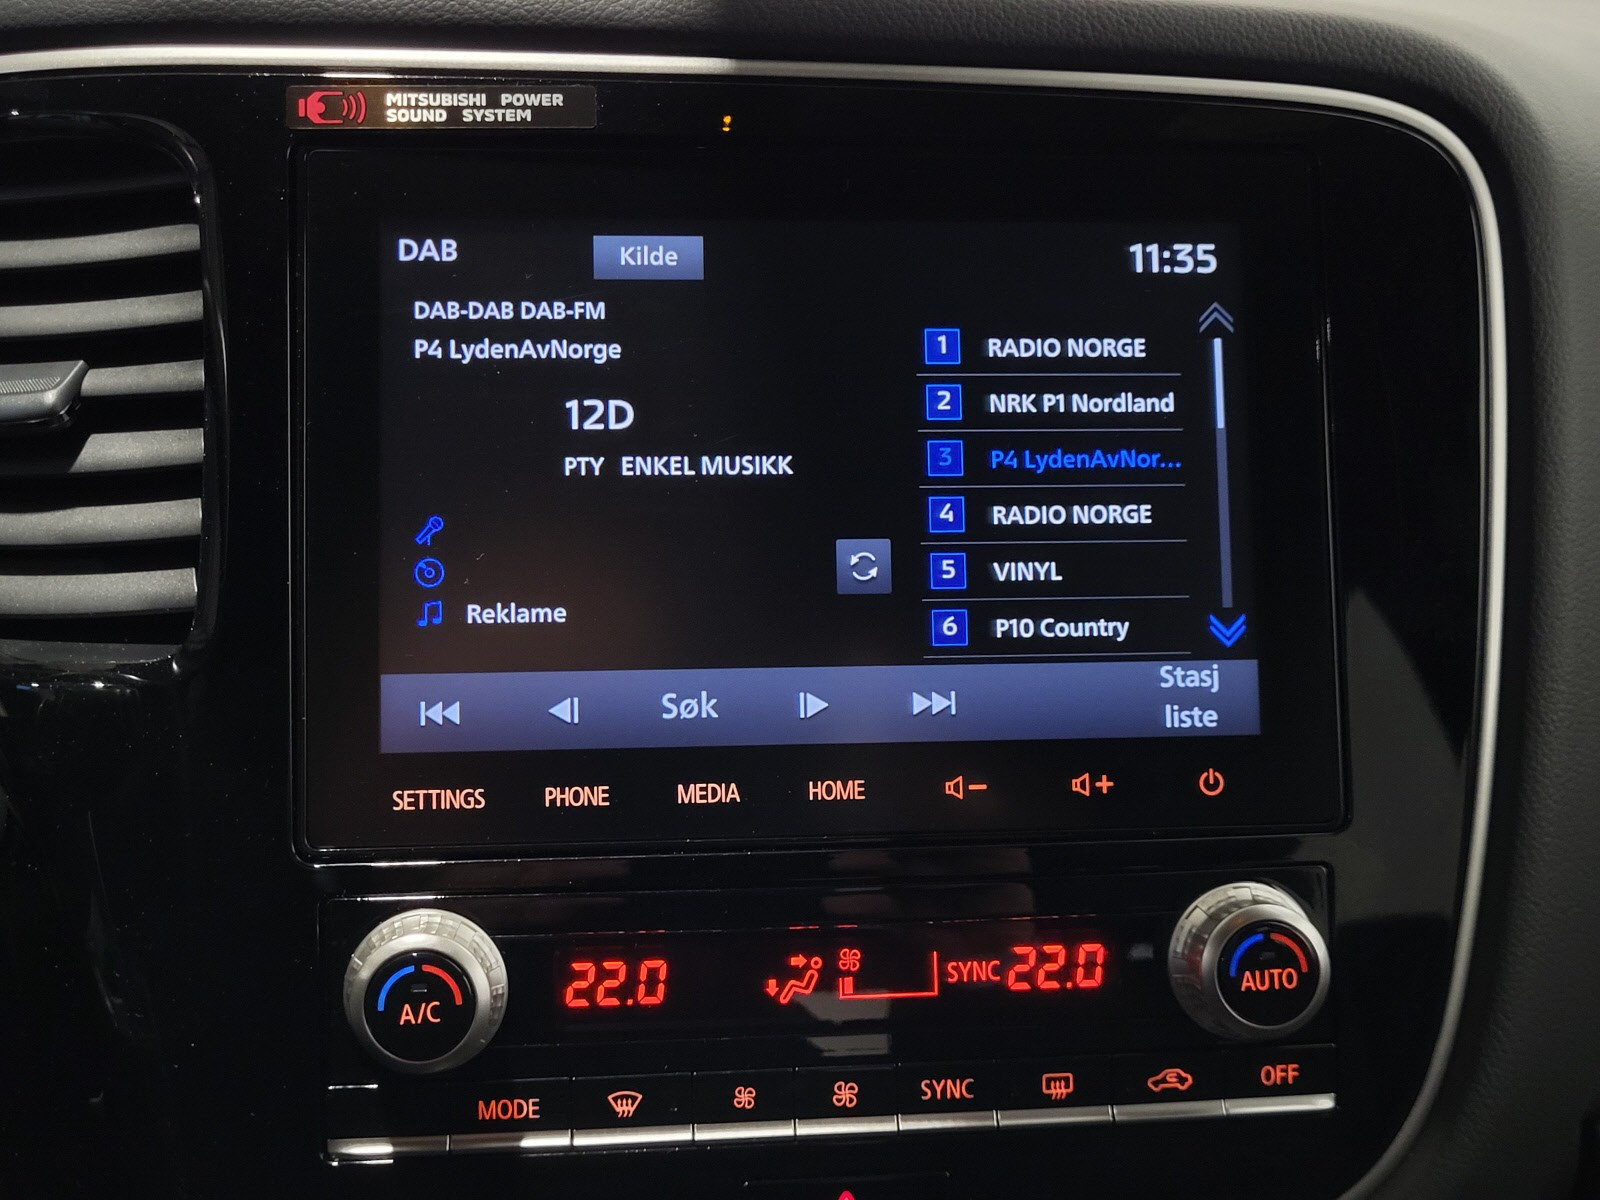 MITSUBISHI POWER
SOUND SYSTEM
DAB
Kilde
11:35
DAB-DAB DAB-FM
P4 LydenAvNorge
12D
PTY ENKEL MUSIKK
Reklame
1 RADIO NORGE
2 NRK P1 Nordland
3 P4 LydenAvNor...
4 RADIO NORGE
5 VINYL
6 P10 Country
Søk
Stasj
liste
SETTINGS PHONE MEDIA HOME
A/C
22.0
SYNC 22.0
AUTO
MODE
SYNC
OFF